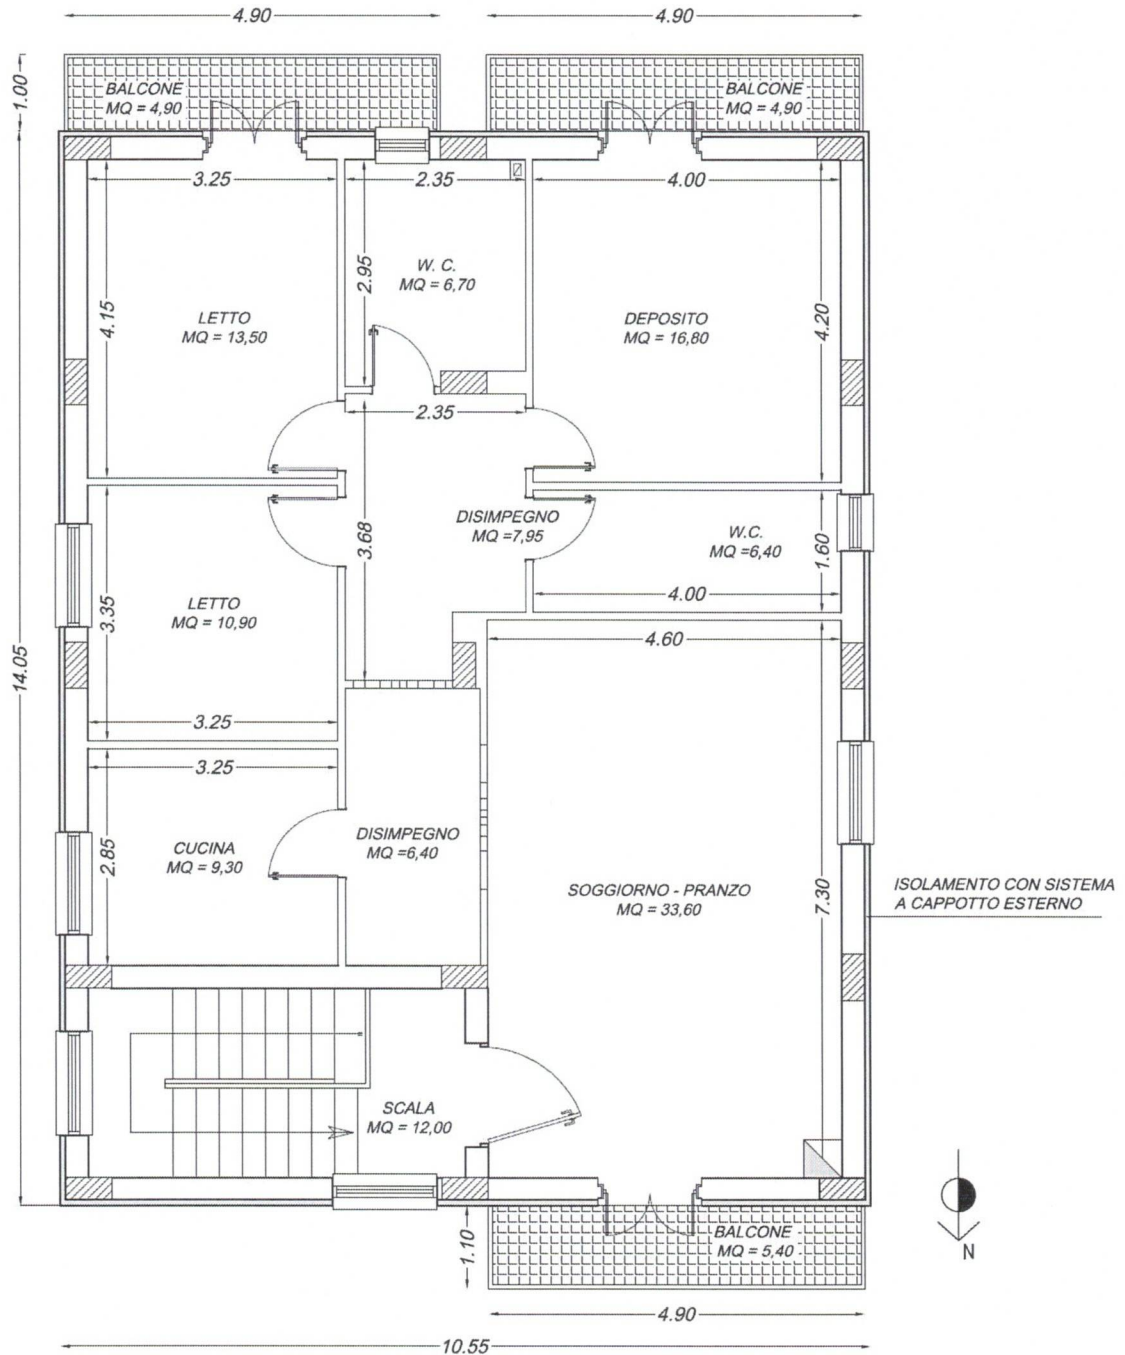 4.90
4.90
1.00
BALCONE
MQ = 4,90
BALCONE
MQ = 4,90
3.25
2.35
4.00
2.95
W. C.
MQ = 6,70
4.15
LETTO
MQ = 13,50
DEPOSITO
MQ = 16,80
4.20
2.35
3.68
DISIMPEGNO
MQ =7,95
W.C.
MQ =6,40
1.60
4.00
3.35
LETTO
MQ = 10,90
4.60
14.05
3.25
3.25
2.85
CUCINA
MQ = 9,30
DISIMPEGNO
MQ =6,40
SOGGIORNO - PRANZO
MQ = 33,60
7.30
ISOLAMENTO CON SISTEMA
A CAPPOTTO ESTERNO
SCALA
MQ = 12,00
1.10
BALCONE
MQ = 5,40
N
4.90
10.55